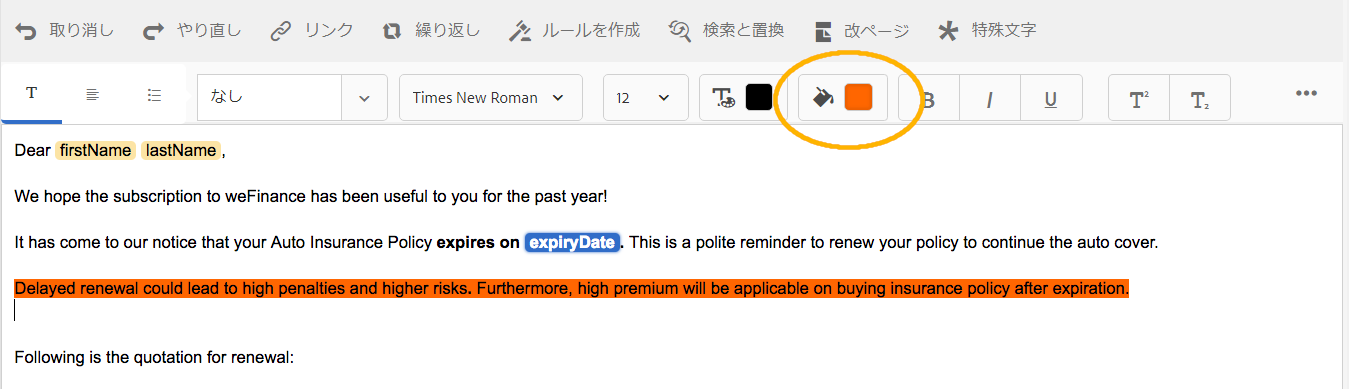 取り消し やり直し リンク 繰り返し ルールを作成 検索と置換 改ページ 特殊文字
T なし Times New Roman 12 T B I U T² T₂ •••
Dear firstName lastName ,
We hope the subscription to weFinance has been useful to you for the past year!
It has come to our notice that your Auto Insurance Policy expires on expiryDate. This is a polite reminder to renew your policy to continue the auto cover.
Delayed renewal could lead to high penalties and higher risks. Furthermore, high premium will be applicable on buying insurance policy after expiration.
Following is the quotation for renewal: